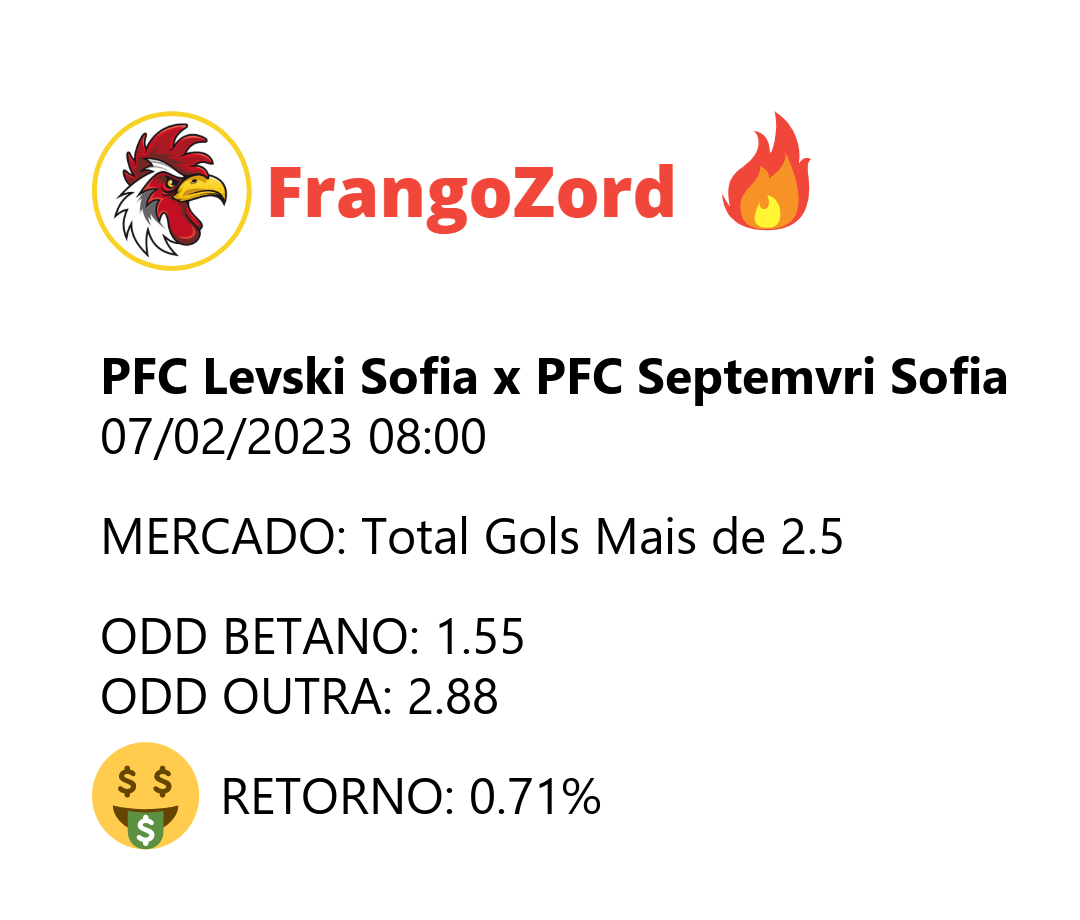 FrangoZord
PFC Levski Sofia x PFC Septemvri Sofia
07/02/2023 08:00
MERCADO: Total Gols Mais de 2.5
ODD BETANO: 1.55
ODD OUTRA: 2.88
$ $
$
RETORNO: 0.71%